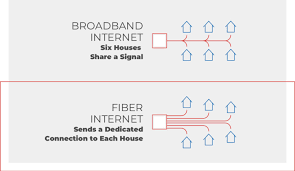 BROADBAND
INTERNET
Six Houses
Share a Signal
FIBER
INTERNET
Sends a Dedicated
Connection to Each House